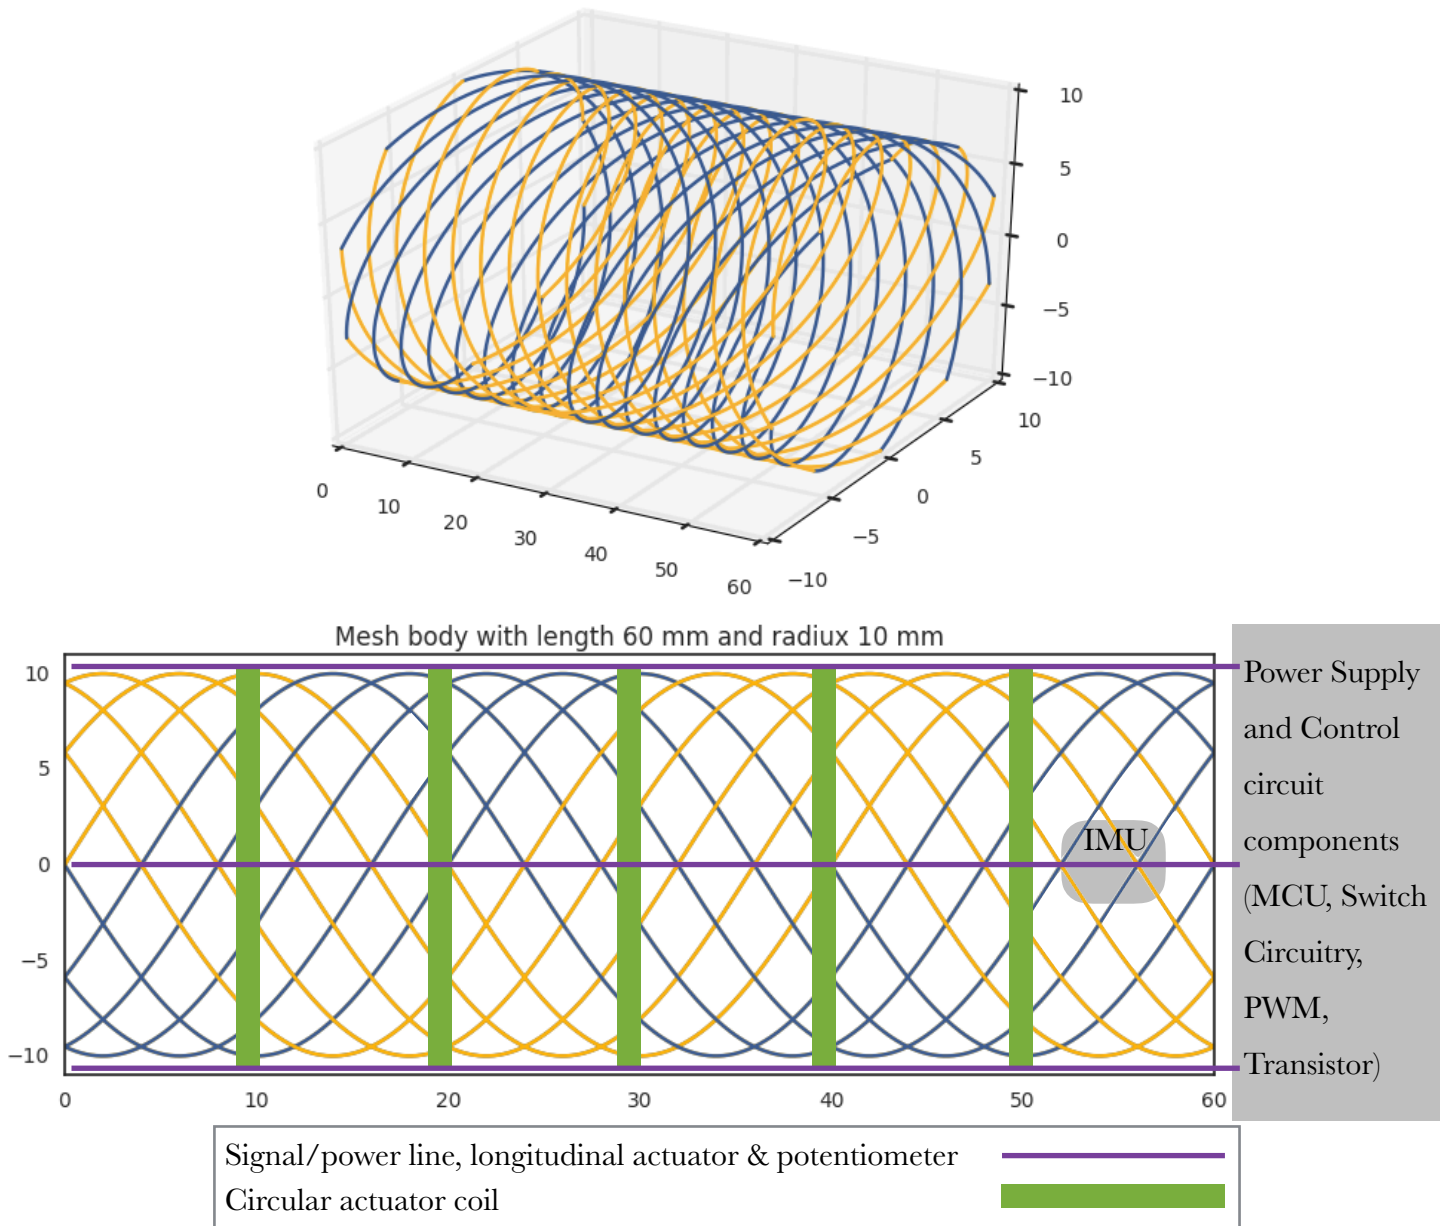 10
5
0
−5
−10
10
5
0
−5
−10
0
10
20
30
40
50
60
Mesh body with length 60 mm and radiux 10 mm
10
5
0
−5
−10
0 10 20 30 40 50 60
IMU
Power Supply
and Control
circuit
components
(MCU, Switch
Circuitry,
PWM,
Transistor)
Signal/power line, longitudinal actuator & potentiometer
Circular actuator coil